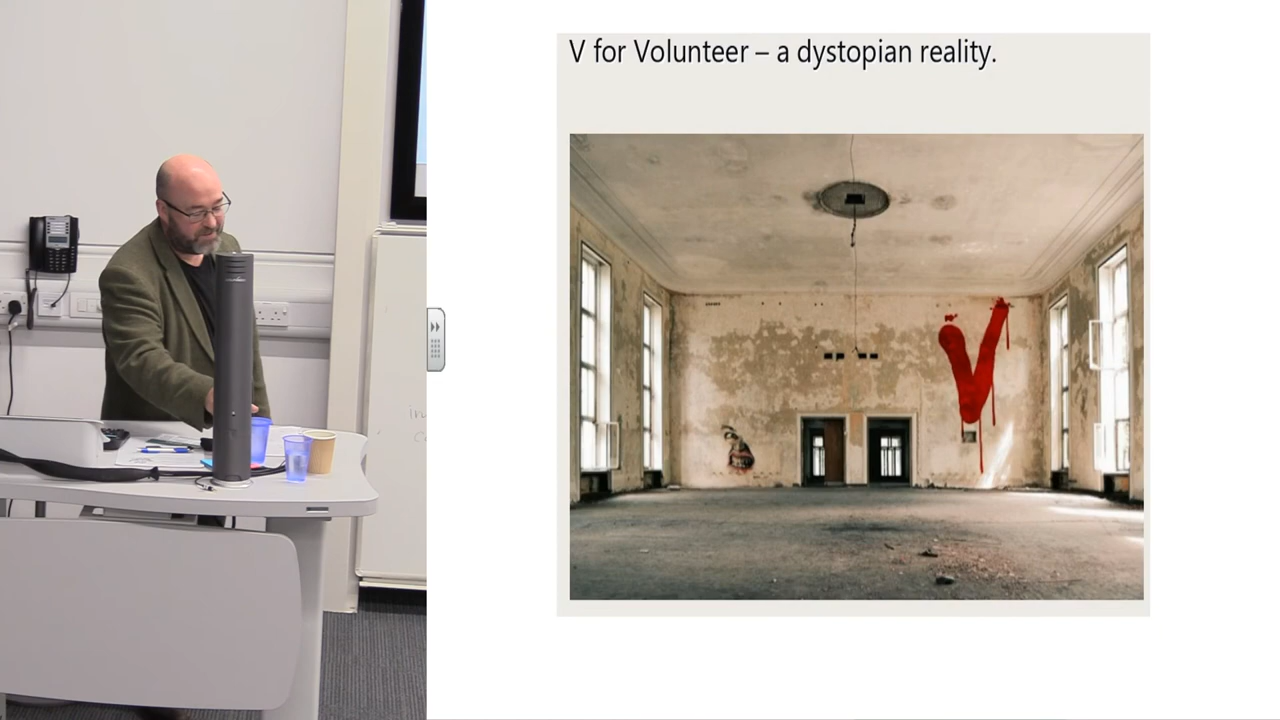 V for Volunteer – a dystopian reality.
V